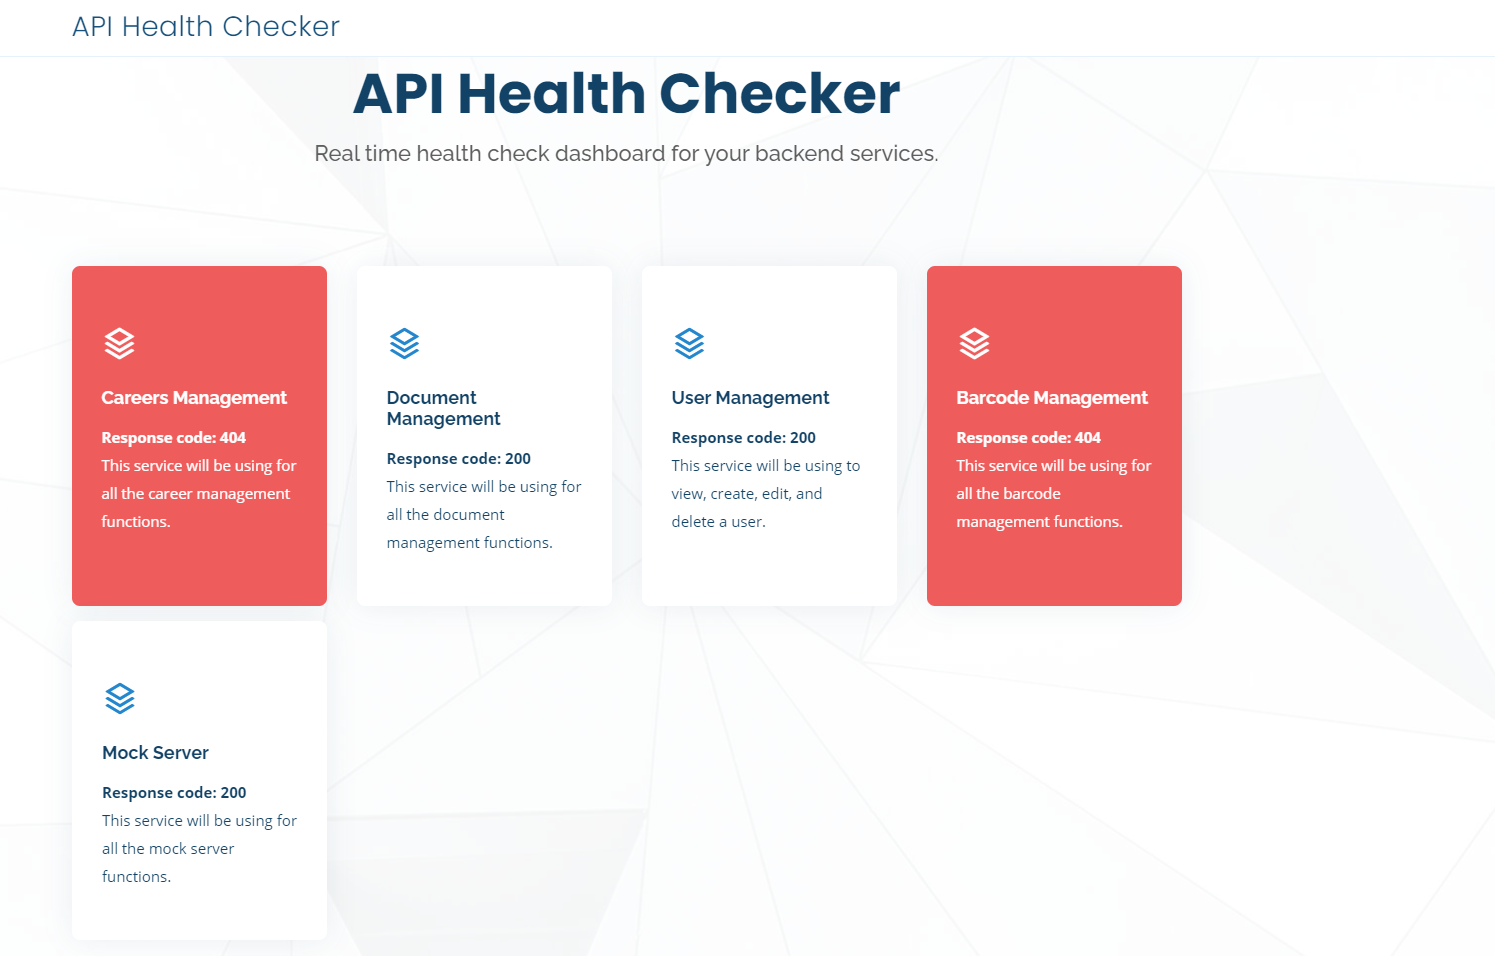 API Health Checker
API Health Checker
Real time health check dashboard for your backend services.
Careers Management
Response code: 404
This service will be using for
all the career management
functions.
Document
Management
Response code: 200
This service will be using for
all the document
management functions.
User Management
Response code: 200
This service will be using to
view, create, edit, and
delete a user.
Barcode Management
Response code: 404
This service will be using for
all the barcode
management functions.
Mock Server
Response code: 200
This service will be using for
all the mock server
functions.